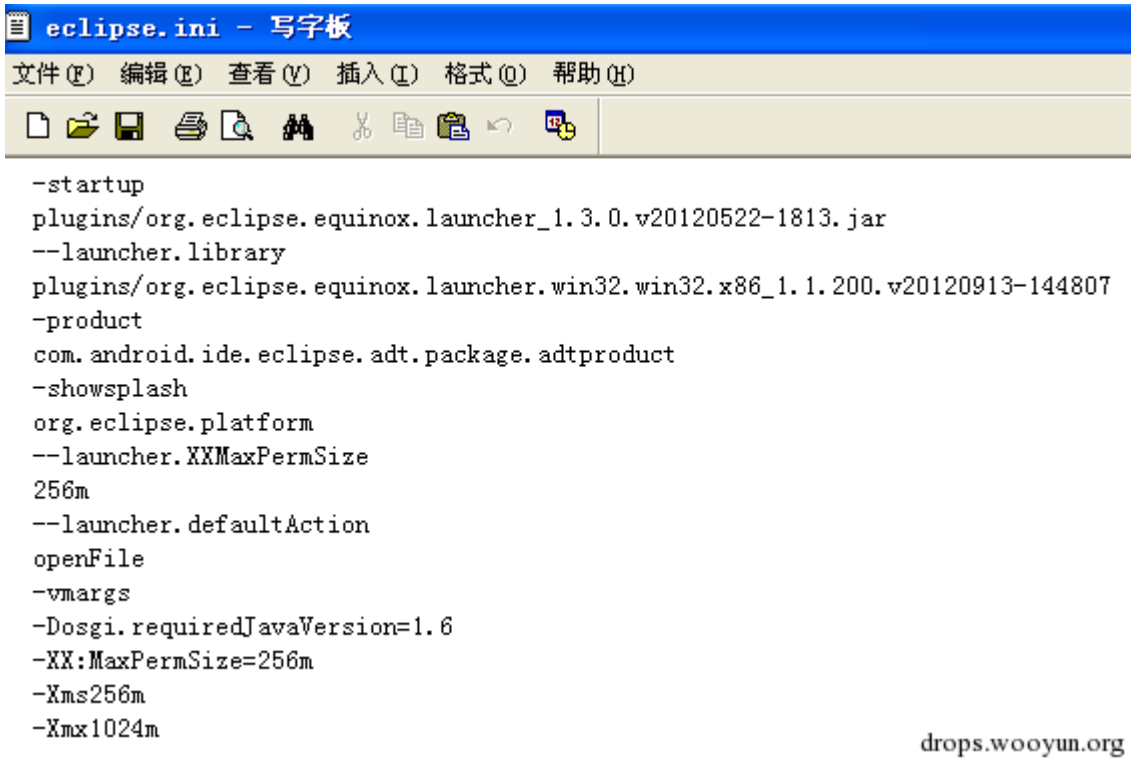 eclipse.ini - 写字板
文件(F) 编辑(E) 查看(V) 插入(I) 格式(O) 帮助(H)
-startup
plugins/org.eclipse.equinox.launcher_1.3.0.v20120522-1813.jar
--launcher.library
plugins/org.eclipse.equinox.launcher.win32.win32.x86_1.1.200.v20120913-144807
-product
com.android.ide.eclipse.adt.package.adtproduct
-showsplash
org.eclipse.platform
--launcher.XXMaxPermSize
256m
--launcher.defaultAction
openFile
-vmargs
-Dosgi.requiredJavaVersion=1.6
-XX:MaxPermSize=256m
-Xms256m
-Xmx1024m
drops.wooyun.org